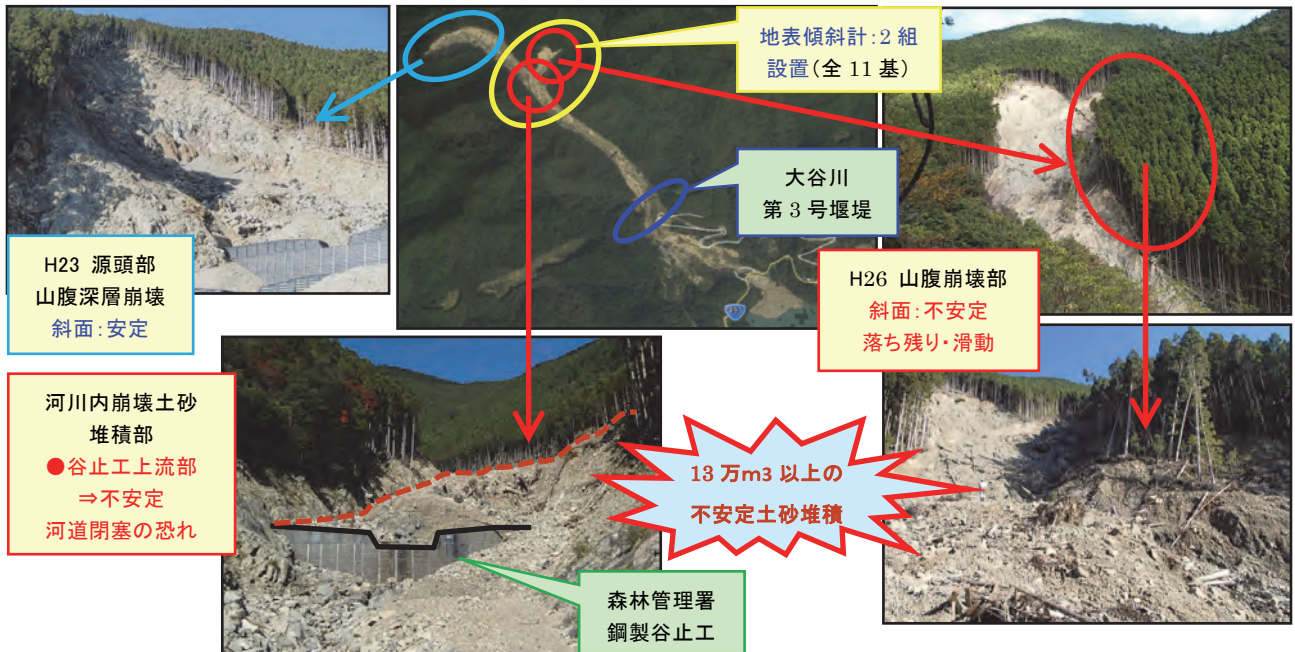 地表傾斜計:2組
設置(全11基)
大谷川
第3号堰堤
H23 源頭部
山腹深層崩壊
斜面:安定
H26 山腹崩壊部
斜面:不安定
落ち残り・滑動
河川内崩壊土砂
堆積部
●谷止工上流部
⇒不安定
河道閉塞の恐れ
13万m3以上の
不安定土砂堆積
森林管理署
鋼製谷止工